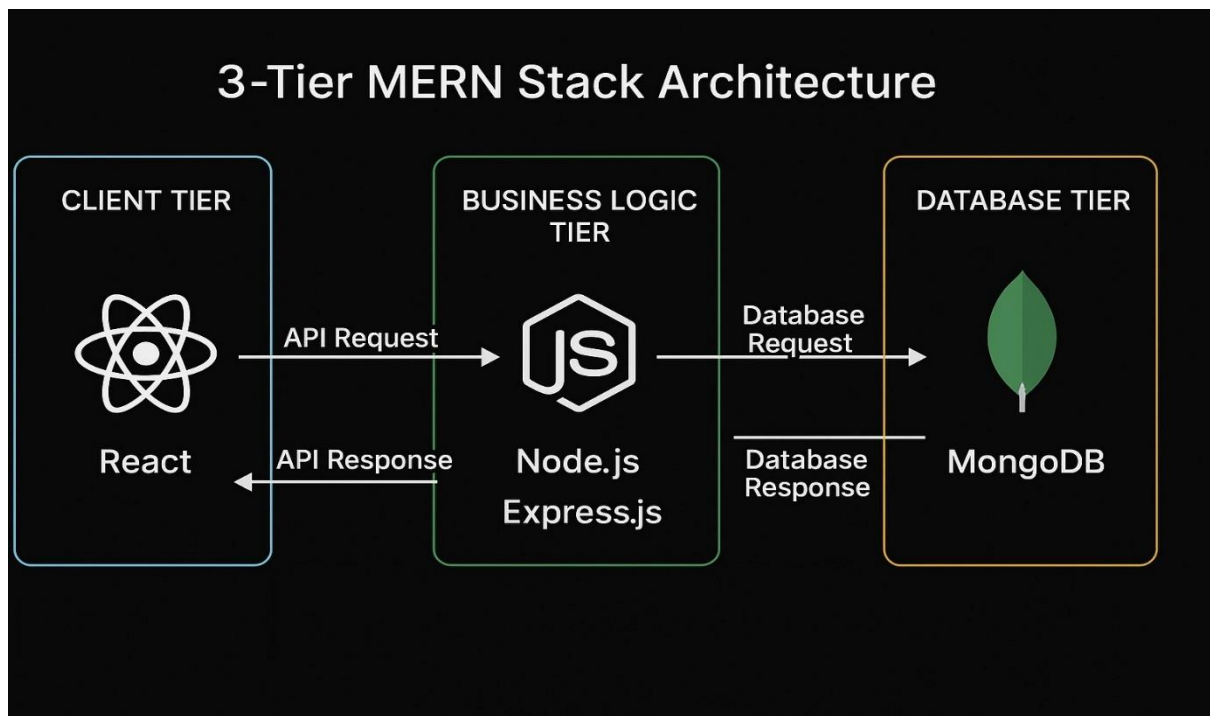 3-Tier MERN Stack Architecture
CLIENT TIER
React
API Request
API Response
BUSINESS LOGIC
TIER
JS
Node.js
Express.js
Database
Request
Database
Response
DATABASE TIER
MongoDB